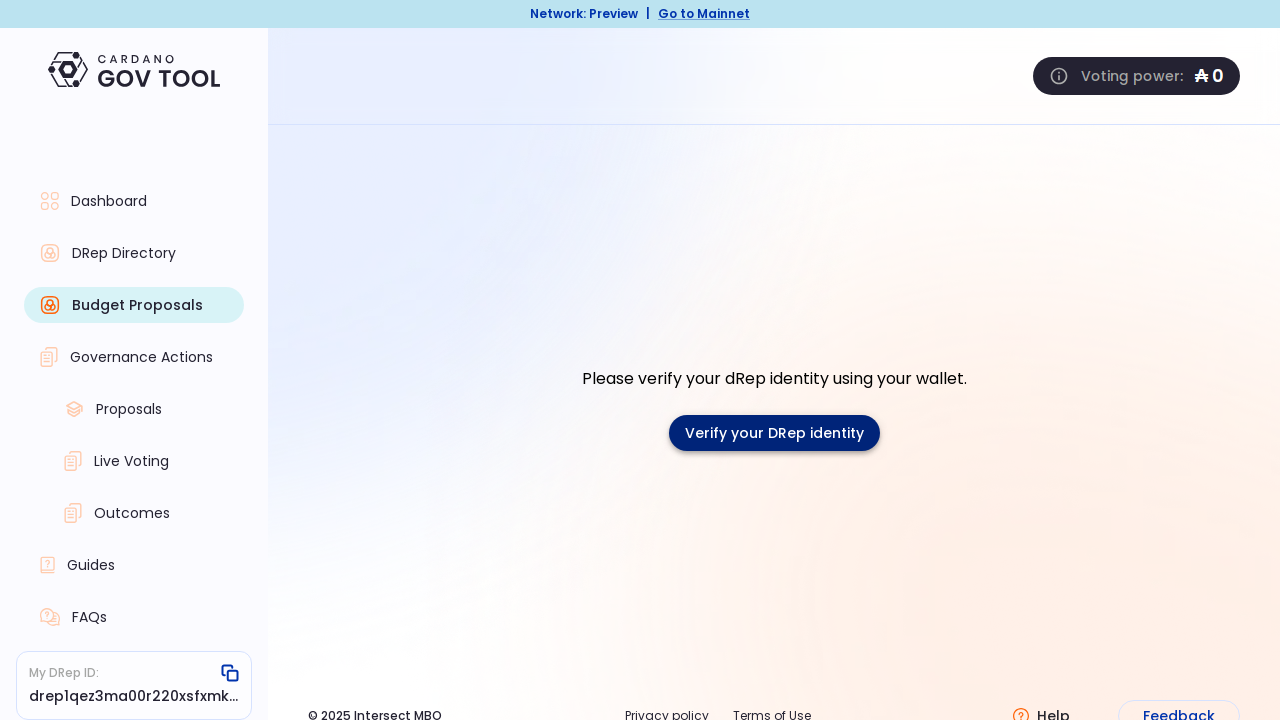 Network: Preview | Go to Mainnet
CARDANO
GOV TOOL
Voting power: ₳ 0
Dashboard
DRep Directory
Budget Proposals
Governance Actions
Proposals
Live Voting
Outcomes
Guides
FAQs
Please verify your dRep identity using your wallet.
Verify your DRep identity
My DRep ID:
drep1qez3ma00r220xsfxmk...
© 2025 Intersect MBO
Privacy policy
Terms of Use
Help
Feedback